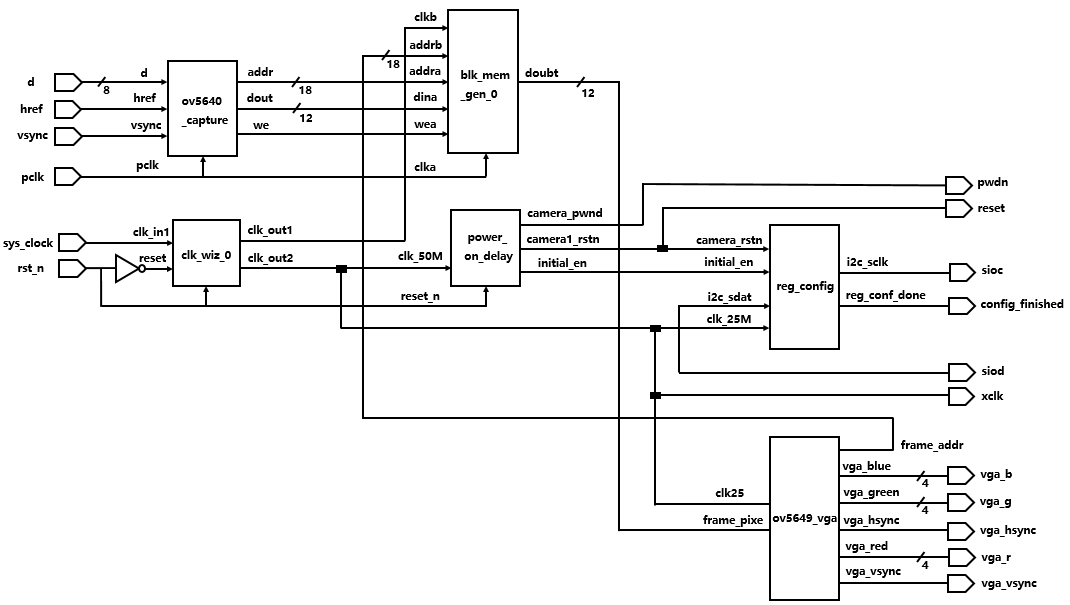 clkb
addrb
18
d
d
8
addr
18
addra
blk_mem
_gen_0
doubt
12
href
href
ov5640
_capture
dout
12
dina
vsync
vsync
we
wea
pclk
pclk
clka
pwdn
reset
camera_pwnd
sys_clock
clk_in1
clk_wiz_0
clk_out1
power_
on_delay
camera1_rstn
camera_rstn
rst_n
reset
clk_out2
clk_50M
initial_en
initial_en
reg_config
i2c_sclk
sioc
reset_n
i2c_sdat
reg_conf_done
config_finished
clk_25M
siod
xclk
frame_addr
vga_blue
4
vga_b
clk25
vga_green
4
vga_g
frame_pixe
ov5649_vga
vga_hsync
vga_hsync
vga_red
4
vga_r
vga_vsync
vga_vsync